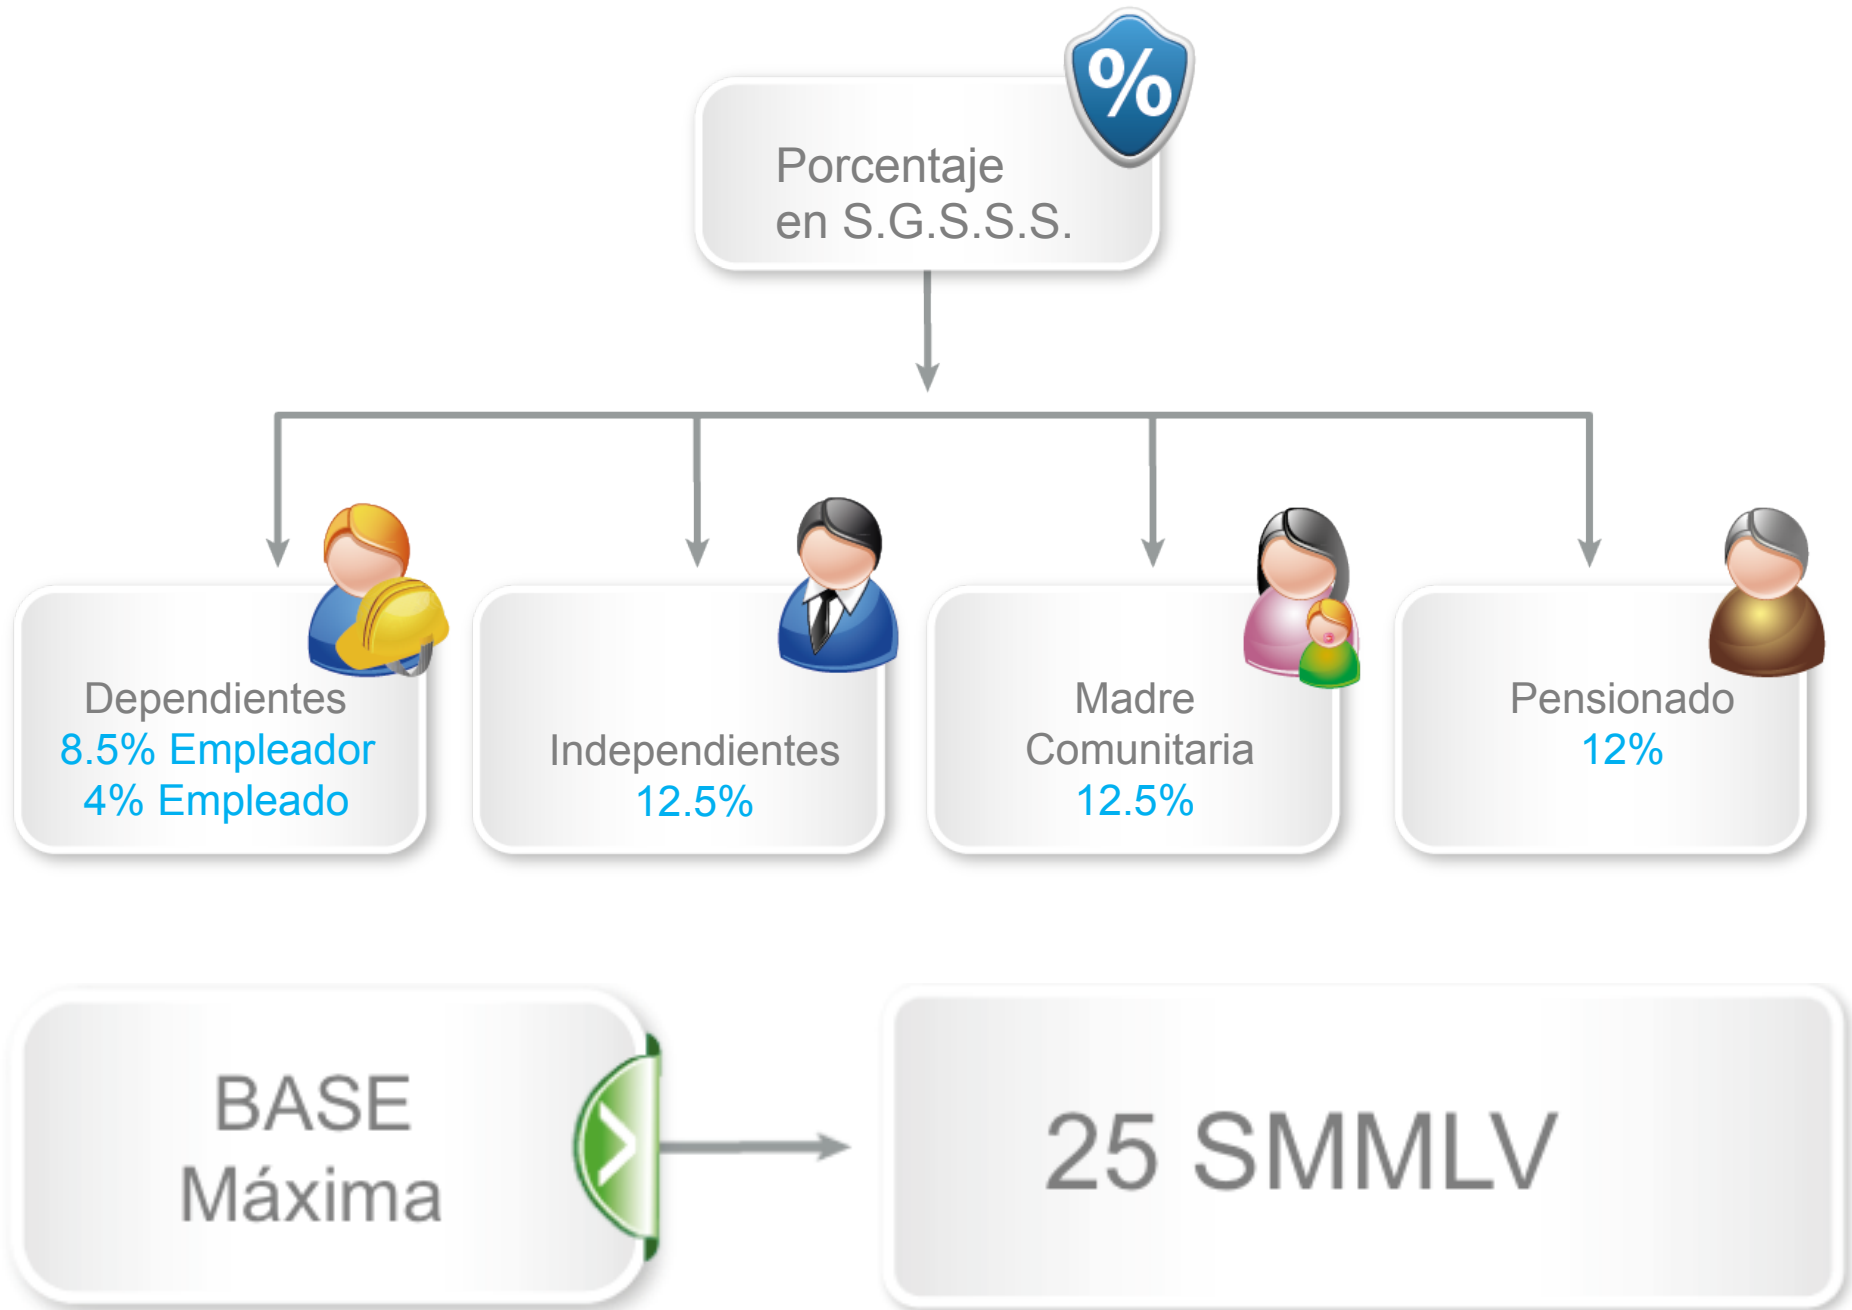 %
Porcentaje
en S.G.S.S.S.
Dependientes
8.5% Empleador
4% Empleado
Independientes
12.5%
Madre
Comunitaria
12.5%
Pensionado
12%
BASE
Máxima
25 SMMLV